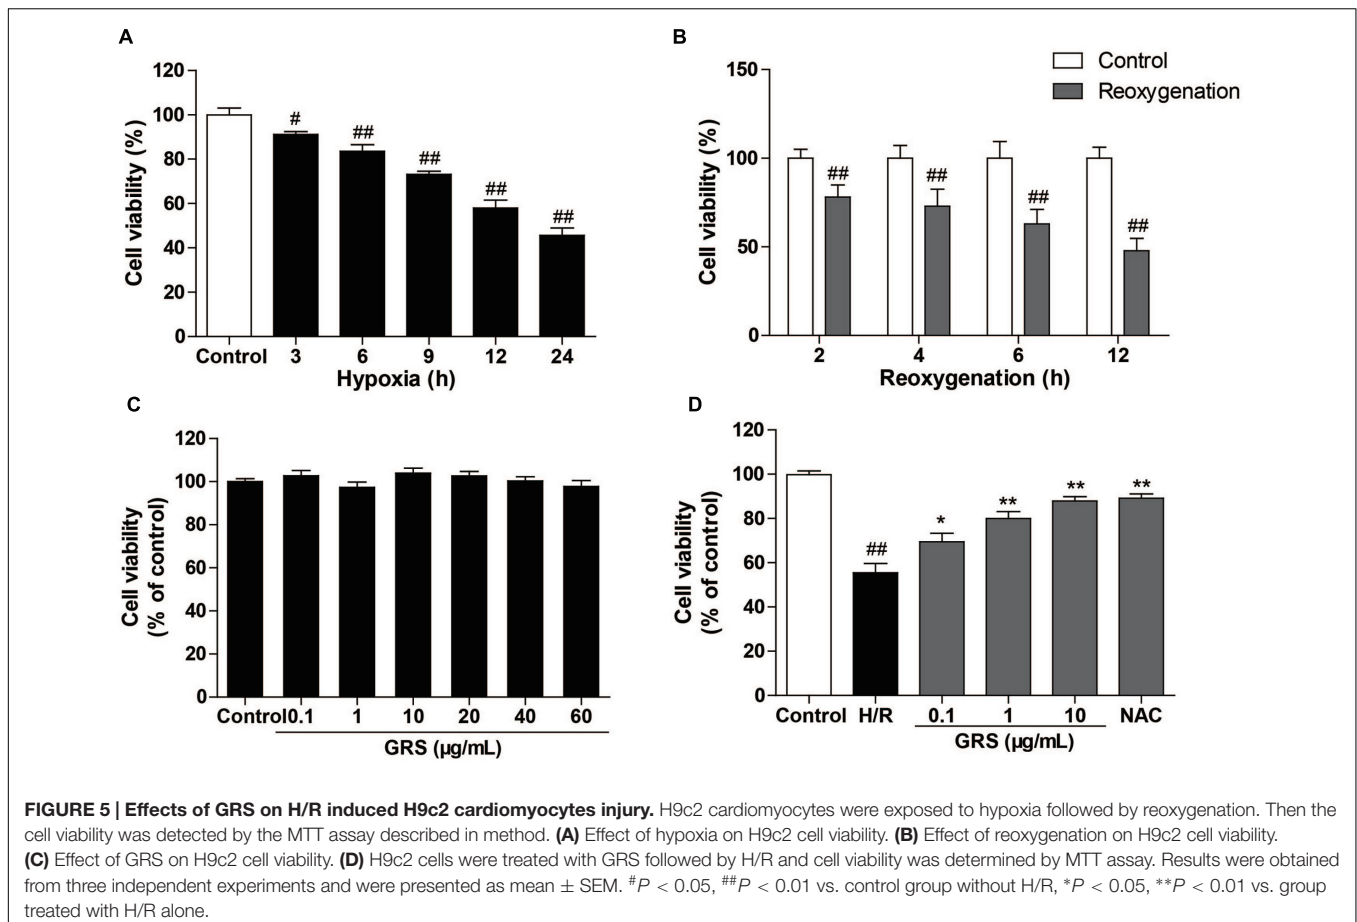 A
Cell viability (%)
120
100
80
60
40
20
0
# ## ## ## ##
Control 3 6 9 12 24
Hypoxia (h)
B
Control
Reoxygenation
Cell viability (%)
150
100
50
0
## ## ## ##
2 4 6 12
Reoxygenation (h)
C
Cell viability
(% of control)
120
100
80
60
40
20
0
Control 0.1 1 10 20 40 60
GRS (µg/mL)
D
Cell viability
(% of control)
120
100
80
60
40
20
0
## * ** ** **
Control H/R 0.1 1 10 NAC
GRS (µg/mL)
FIGURE 5 | Effects of GRS on H/R induced H9c2 cardiomyocytes injury. H9c2 cardiomyocytes were exposed to hypoxia followed by reoxygenation. Then the
cell viability was detected by the MTT assay described in method. (A) Effect of hypoxia on H9c2 cell viability. (B) Effect of reoxygenation on H9c2 cell viability.
(C) Effect of GRS on H9c2 cell viability. (D) H9c2 cells were treated with GRS followed by H/R and cell viability was determined by MTT assay. Results were obtained
from three independent experiments and were presented as mean ± SEM. #P < 0.05, ##P < 0.01 vs. control group without H/R, *P < 0.05, **P < 0.01 vs. group
treated with H/R alone.